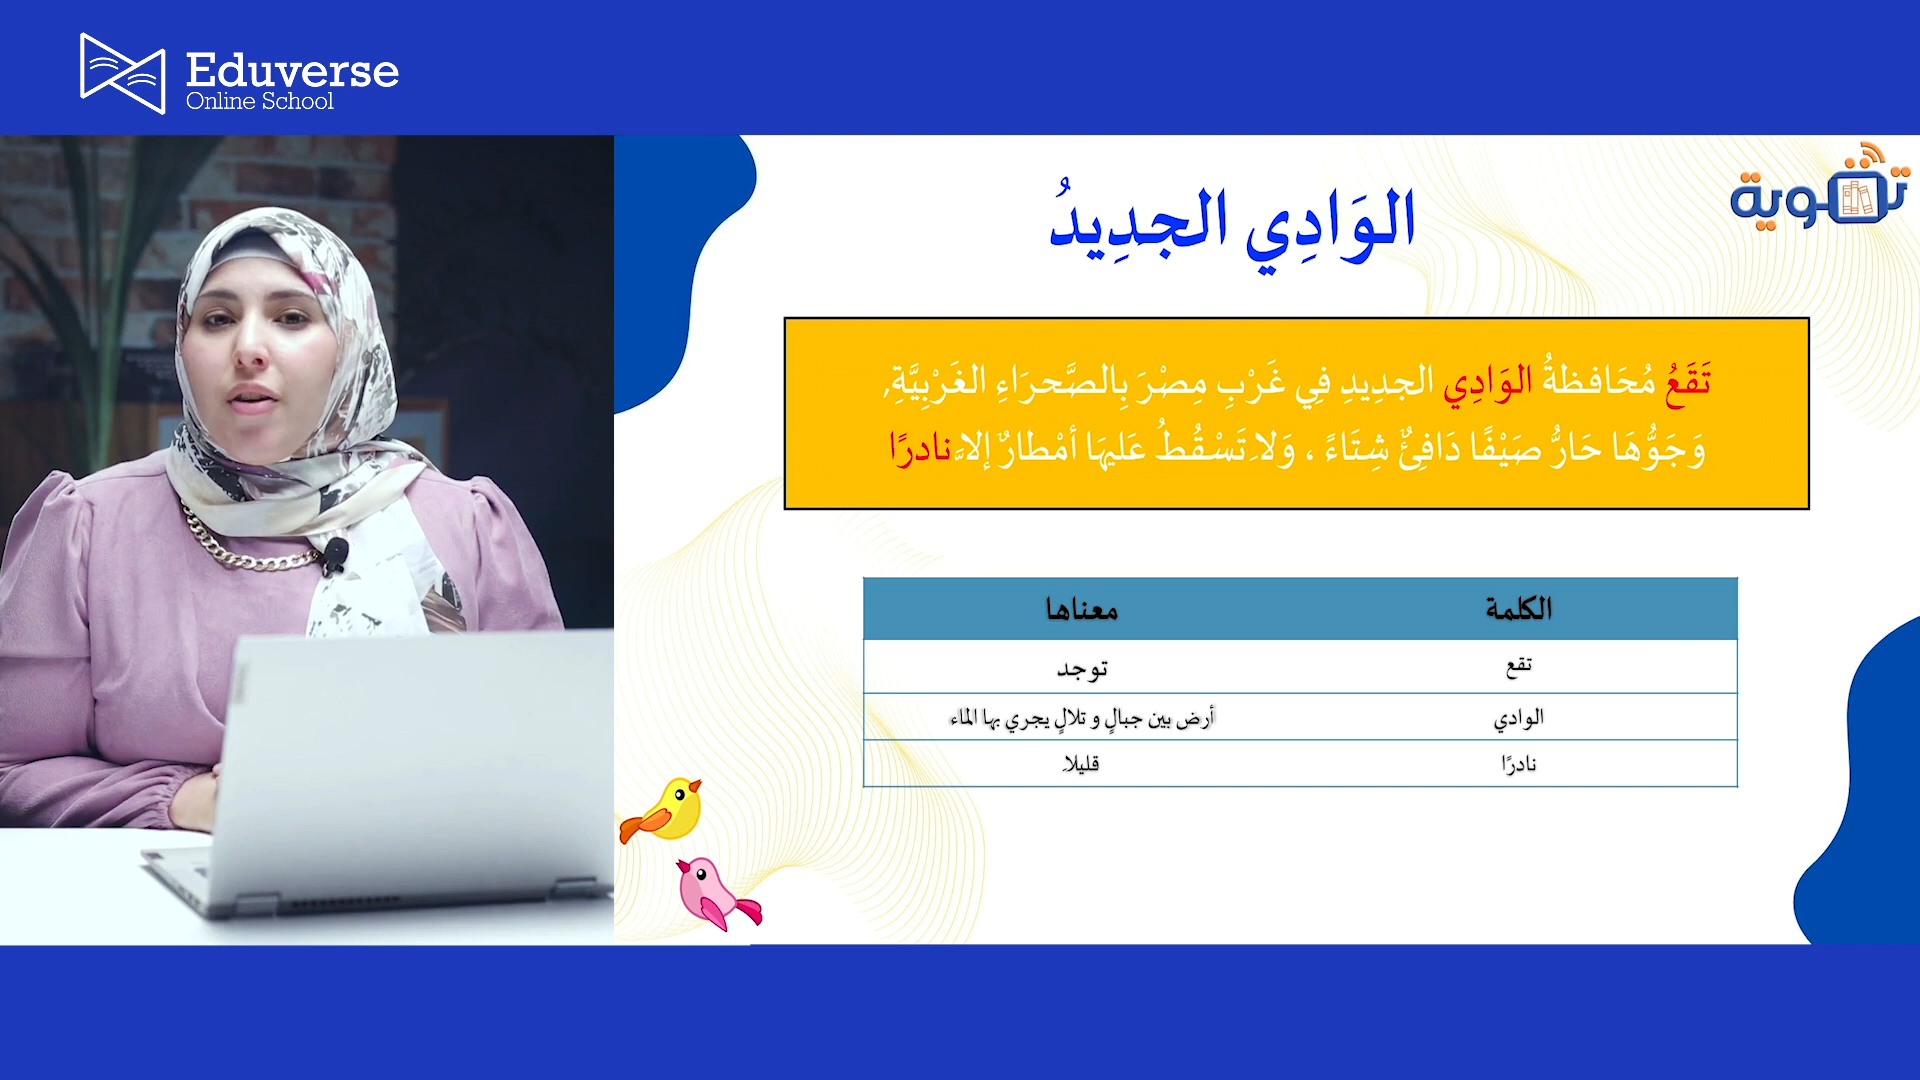 Eduverse
Online School
تقوية
الوَادِي الجدِيدُ
تَقَعُ مُحَافظةُ الوَادِي الجدِيدِ فِي غَرْبِ مِصْرَ بِالصَّحرَاءِ الغَرْبِيَّةِ,
وَجَوُّهَا حَارُّ صَيْفًا دَافِئٌ شِتَاءً ، وَلا تَسْقُطُ عَليهَا أمْطارٌ إلاَّ نادرًا
الكلمة معناها
تقع توجد
الوادي أرض بين جبالٍ و تلالٍ يجري بها الماء
نادرًا قليلا